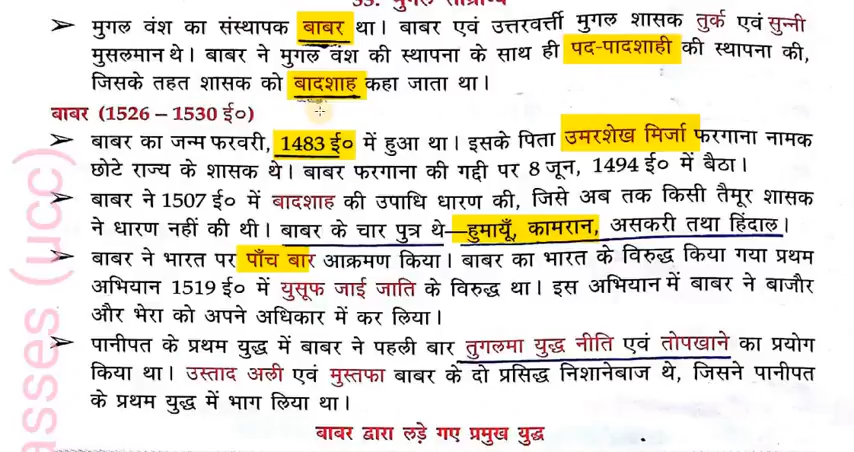 33. मुगल साम्राज्य
➤ मुगल वंश का संस्थापक बाबर था। बाबर एवं उत्तरवर्त्ती मुगल शासक तुर्क एवं सुन्नी
मुसलमान थे। बाबर ने मुगल वंश की स्थापना के साथ ही पद-पादशाही की स्थापना की,
जिसके तहत शासक को बादशाह कहा जाता था।
बाबर (1526 – 1530 ई०)
➤ बाबर का जन्म फरवरी, 1483 ई० में हुआ था। इसके पिता उमरशेख मिर्जा फरगाना नामक
छोटे राज्य के शासक थे। बाबर फरगाना की गद्दी पर 8 जून, 1494 ई० में बैठा।
➤ बाबर ने 1507 ई० में बादशाह की उपाधि धारण की, जिसे अब तक किसी तैमूर शासक
ने धारण नहीं की थी। बाबर के चार पुत्र थे—हुमायूँ, कामरान, असकरी तथा हिंदाल।
➤ बाबर ने भारत पर पाँच बार आक्रमण किया। बाबर का भारत के विरुद्ध किया गया प्रथम
अभियान 1519 ई० में युसूफ जाई जाति के विरुद्ध था। इस अभियान में बाबर ने बाजौर
और भेरा को अपने अधिकार में कर लिया।
➤ पानीपत के प्रथम युद्ध में बाबर ने पहली बार तुगलमा युद्ध नीति एवं तोपखाने का प्रयोग
किया था। उस्ताद अली एवं मुस्तफा बाबर के दो प्रसिद्ध निशानेबाज थे, जिसने पानीपत
के प्रथम युद्ध में भाग लिया था।
बाबर द्वारा लड़े गए प्रमुख युद्ध
asses (ucc)